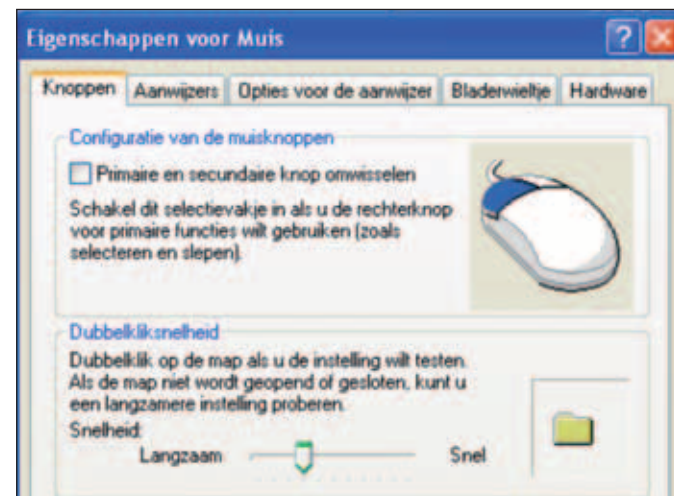 Eigenschappen voor Muis
Knoppen Aanwijzers Opties voor de aanwijzer Bladerwieltje Hardware
Configuratie van de muisknoppen
Primaire en secundaire knop omwisselen
Schakel dit selectievakje in als u de rechterknop
voor primaire functies wilt gebruiken (zoals
selecteren en slepen).
Dubbelkliksnelheid
Dubbelklik op de map als u de instelling wilt testen.
Als de map niet wordt geopend of gesloten, kunt u
een langzamere instelling proberen.
Snelheid:
Langzaam Snel